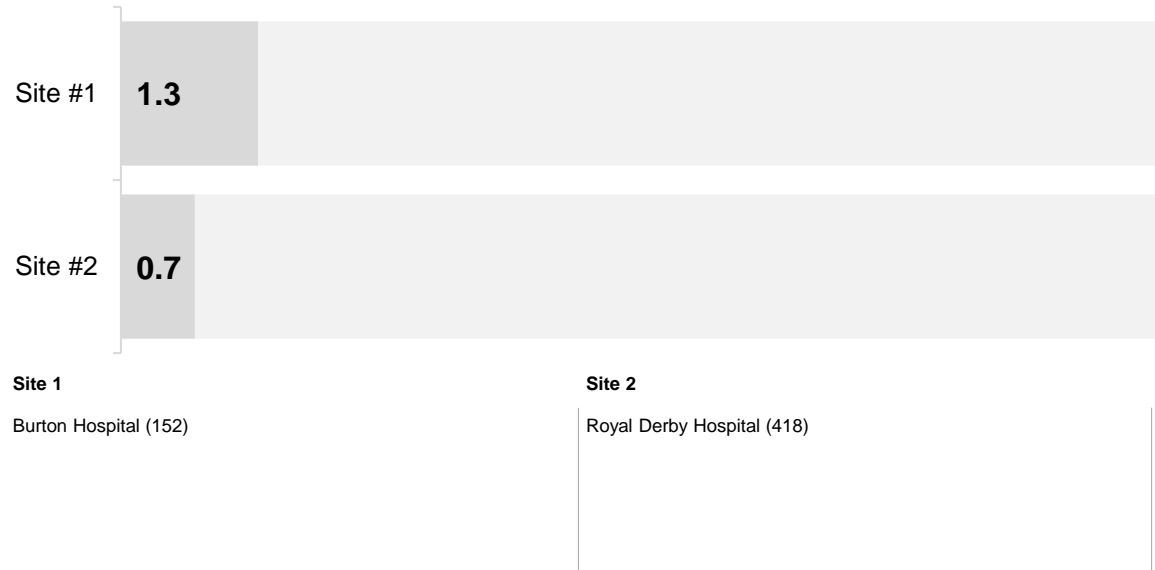 Site #1
1.3
Site #2
0.7
Site 1
Burton Hospital (152)
Site 2
Royal Derby Hospital (418)